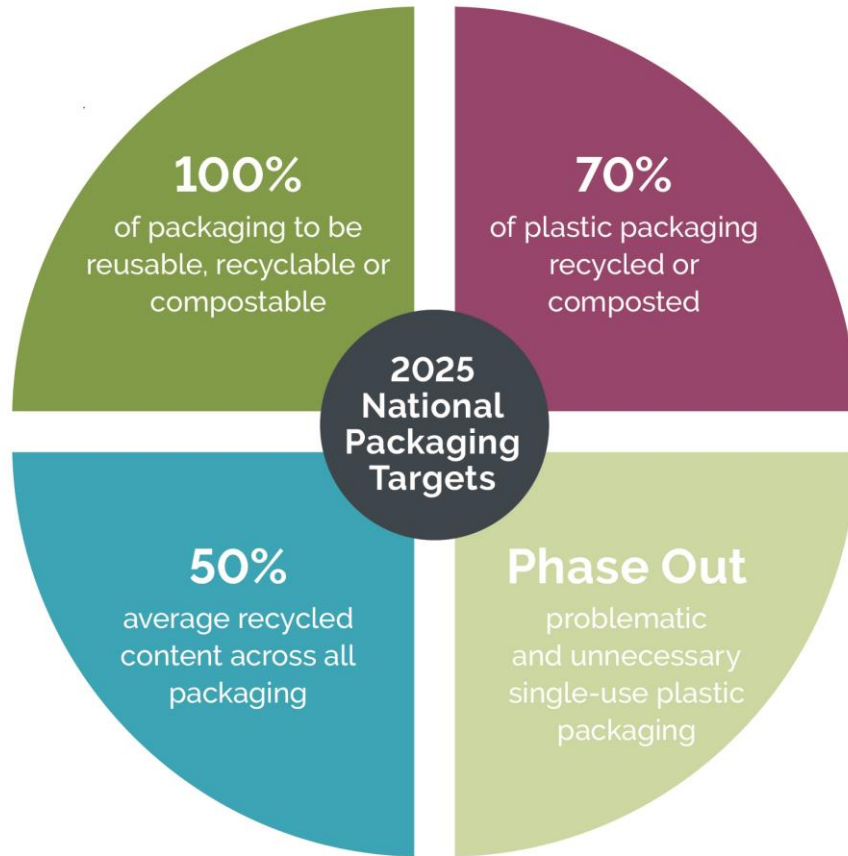 100%
of packaging to be
reusable, recyclable or
compostable
70%
of plastic packaging
recycled or
composted
2025
National
Packaging
Targets
50%
average recycled
content across all
packaging
Phase Out
problematic
and unnecessary
single-use plastic
packaging